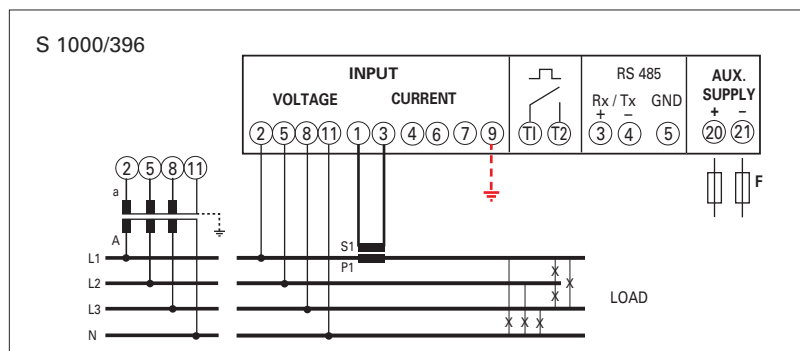 S 1000/396
INPUT
VOLTAGE CURRENT
RS 485
Rx / Tx GND
+ –
AUX.
SUPPLY
+ –
2 5 8 11 1 3 4 6 7 9 T1 T2 3 4 5 20 21
F
2 5 8 11
a
A
S1
P1
L1
L2
L3
N
X X X
X X X
LOAD